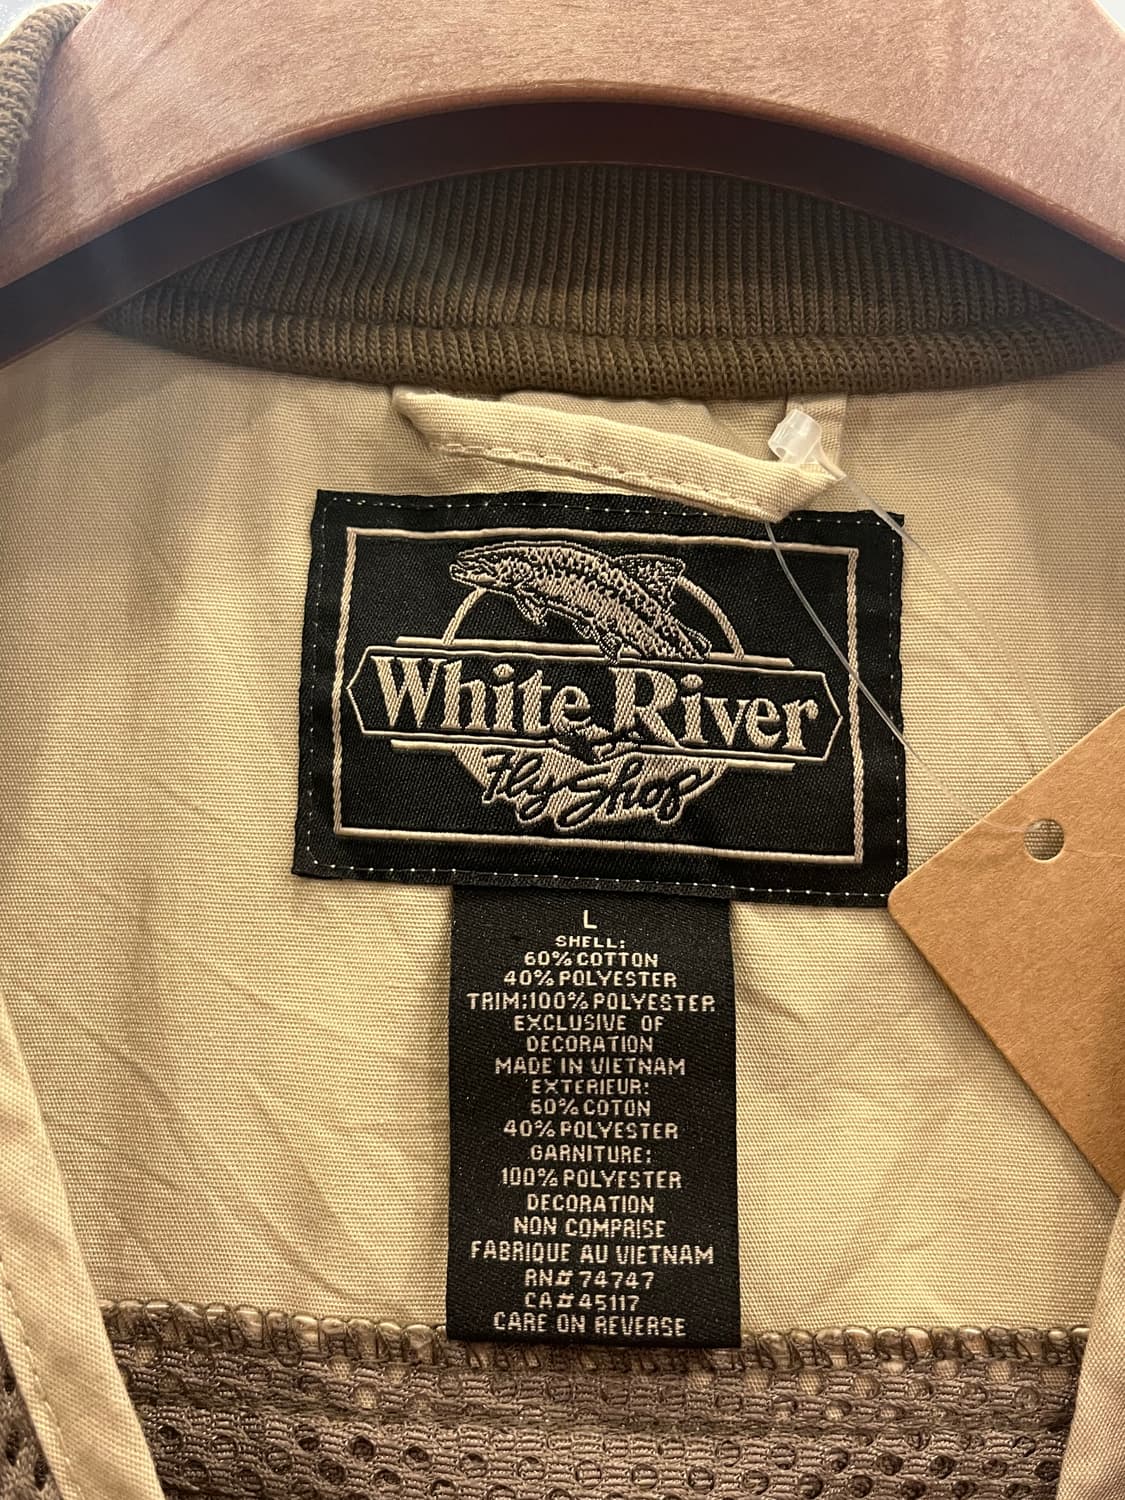 White River
Fly Shop
L
SHELL:
60% COTTON
40% POLYESTER
TRIM:100% POLYESTER
EXCLUSIVE OF
DECORATION
MADE IN VIETNAM
EXTERIEUR:
60% COTON
40% POLYESTER
GARNITURE:
100% POLYESTER
DECORATION
NON COMPRISE
FABRIQUE AU VIETNAM
RN# 74747
CA# 45117
CARE ON REVERSE